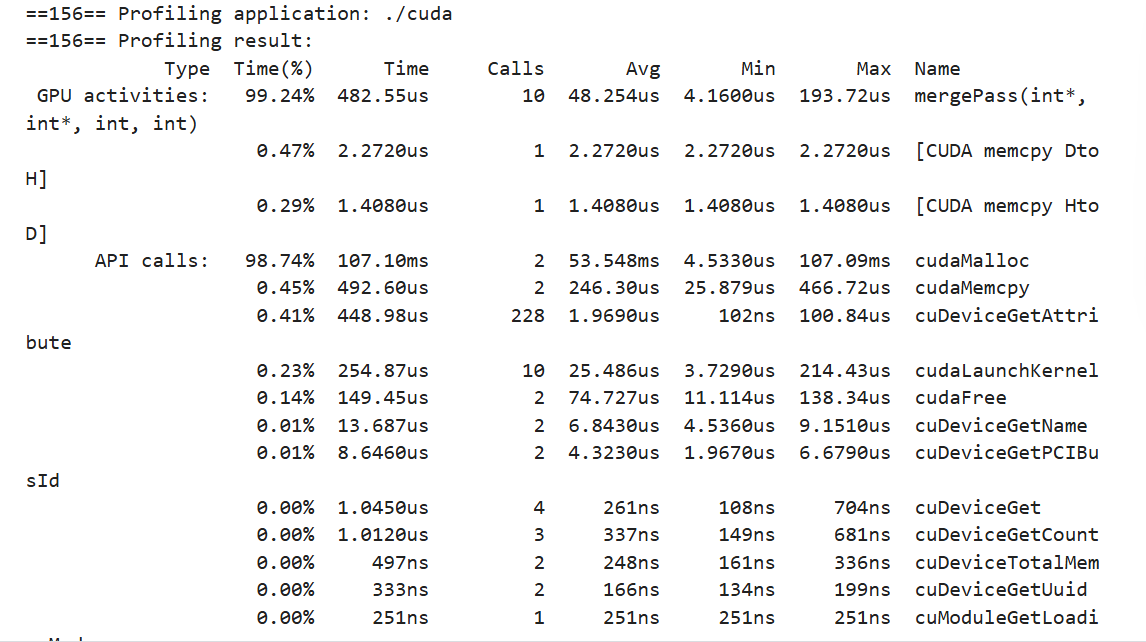 ==156== Profiling application: ./cuda
==156== Profiling result:
Type Time(%) Time Calls Avg Min Max Name
GPU activities: 99.24% 482.55us 10 48.254us 4.1600us 193.72us mergePass(int*,
int*, int, int)
0.47% 2.2720us 1 2.2720us 2.2720us 2.2720us [CUDA memcpy Dto
H]
0.29% 1.4080us 1 1.4080us 1.4080us 1.4080us [CUDA memcpy Hto
D]
API calls: 98.74% 107.10ms 2 53.548ms 4.5330us 107.09ms cudaMalloc
0.45% 492.60us 2 246.30us 25.879us 466.72us cudaMemcpy
0.41% 448.98us 228 1.9690us 102ns 100.84us cuDeviceGetAttri
bute
0.23% 254.87us 10 25.486us 3.7290us 214.43us cudaLaunchKernel
0.14% 149.45us 2 74.727us 11.114us 138.34us cudaFree
0.01% 13.687us 2 6.8430us 4.5360us 9.1510us cuDeviceGetName
0.01% 8.6460us 2 4.3230us 1.9670us 6.6790us cuDeviceGetPCIBu
sId
0.00% 1.0450us 4 261ns 108ns 704ns cuDeviceGet
0.00% 1.0120us 3 337ns 149ns 681ns cuDeviceGetCount
0.00% 497ns 2 248ns 161ns 336ns cuDeviceTotalMem
0.00% 333ns 2 166ns 134ns 199ns cuDeviceGetUuid
0.00% 251ns 1 251ns 251ns 251ns cuModuleGetLoadi